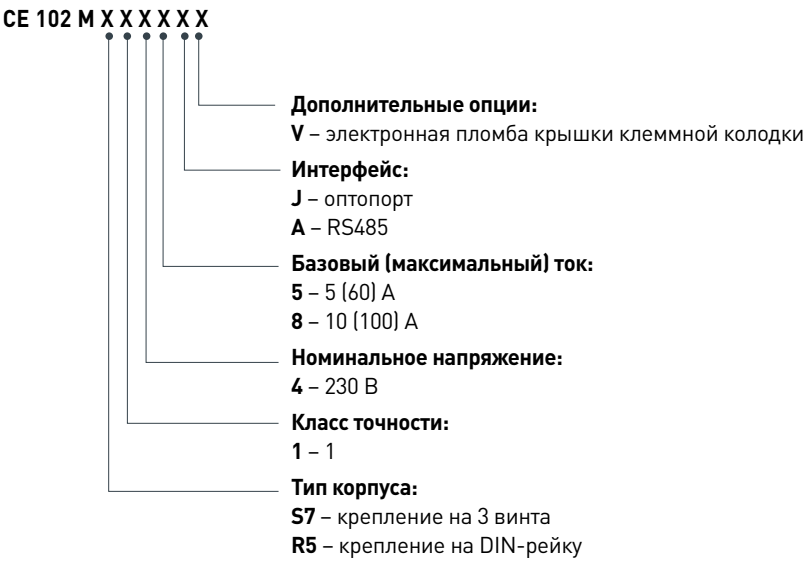 CE 102 M X X X X X X
Дополнительные опции:
V – электронная пломба крышки клеммной колодки
Интерфейс:
J – оптопорт
A – RS485
Базовый (максимальный) ток:
5 – 5 (60) А
8 – 10 (100) А
Номинальное напряжение:
4 – 230 В
Класс точности:
1 – 1
Тип корпуса:
S7 – крепление на 3 винта
R5 – крепление на DIN-рейку